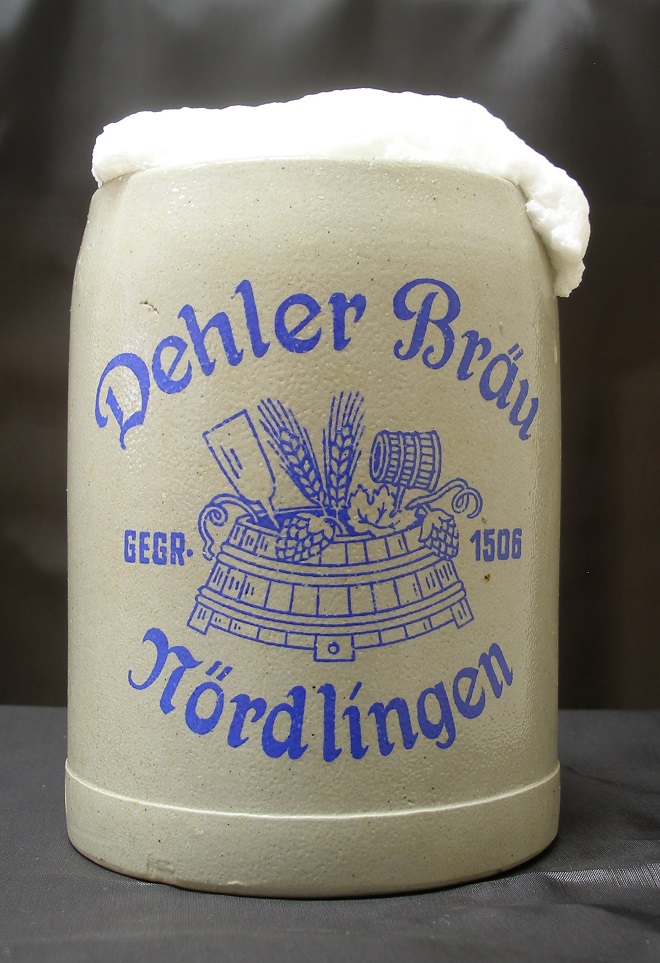 Dehler Bräu
GEGR. 1506
Nördlingen